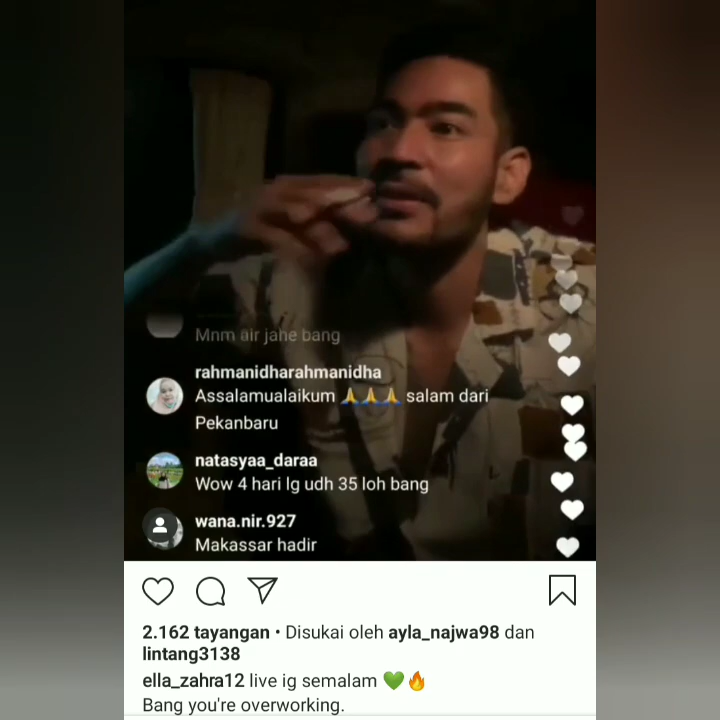 Mnm air jahe bang
rahmanidharahmanidha
Assalamualaikum 🙏🙏🙏 salam dari
Pekanbaru
natasyaa_daraa
Wow 4 hari lg udh 35 loh bang
wana.nir.927
Makassar hadir
2.162 tayangan • Disukai oleh ayla_najwa98 dan
lintang3138
ella_zahra12 live ig semalam 💚🔥
Bang you're overworking.